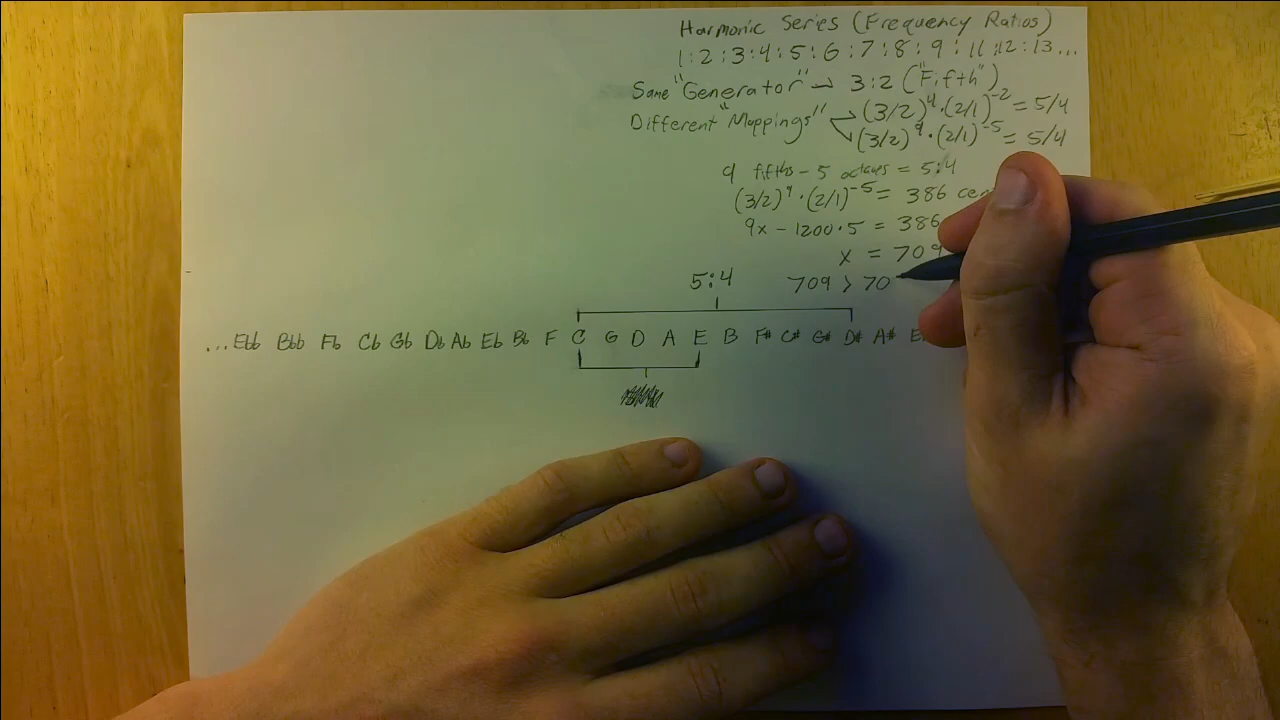 Harmonic Series (Frequency Ratios)
1:2:3:4:5:6:7:8:9:11:12:13...
Same "Generator" → 3:2 ("Fifth")
Different "Mappings" (3/2)⁴·(2/1)⁻² = 5/4
(3/2)⁹·(2/1)⁻⁵ = 5/4
9 fifths - 5 octaves = 5:4
(3/2)⁹·(2/1)⁻⁵ = 386
9x - 1200·5 = 386
x = 709
5:4 709 > 70
...Ebb Bbb Fb Cb Gb Db Ab Eb Bb F C G D A E B F# C# G# D# A#